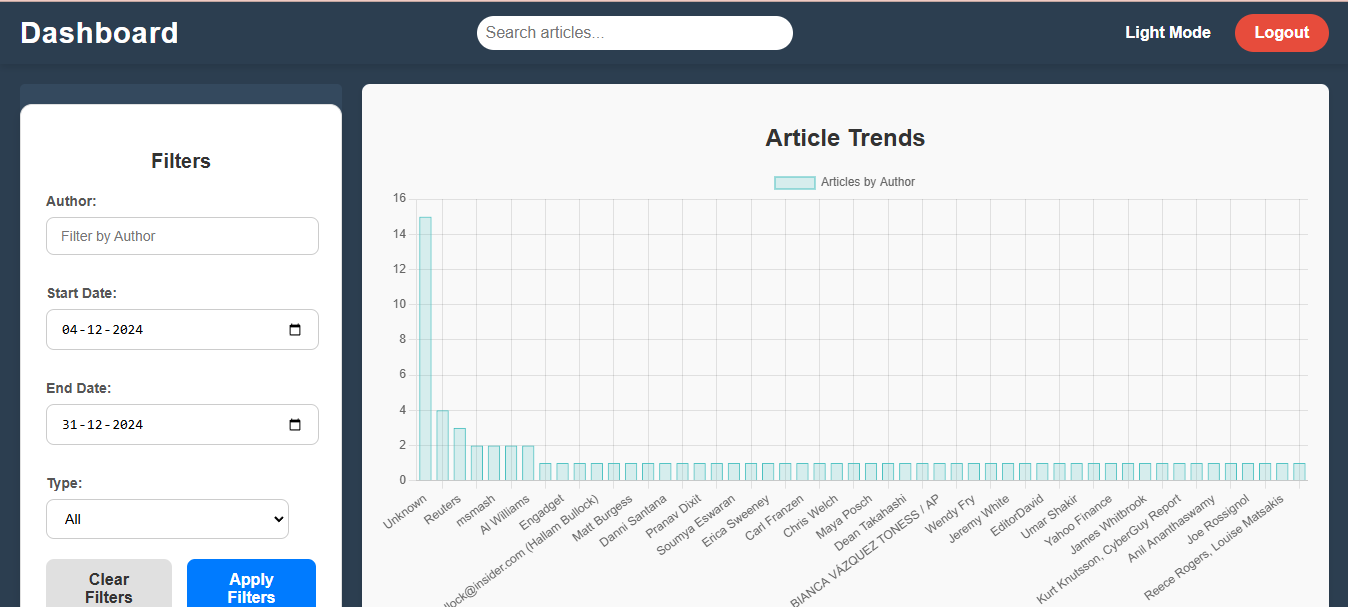 Dashboard
Search articles...
Light Mode
Logout
Filters
Author:
Filter by Author
Start Date:
04-12-2024
End Date:
31-12-2024
Type:
All
Clear
Filters
Apply
Filters
Article Trends
Articles by Author
16
14
12
10
8
6
4
2
0
Unknown
Reuters
msmash
Al Williams
Engadget
lock@insider.com (Hallam Bullock)
Matt Burgess
Danni Santana
Pranav Dixit
Soumya Eswaran
Erica Sweeney
Carl Franzen
Chris Welch
Maya Posch
Dean Takahashi
BIANCA VÁZQUEZ TONESS / AP
Wendy Fry
Jeremy White
EditorDavid
Umar Shakir
Yahoo Finance
James Whitbrook
Kurt Knutsson, CyberGuy Report
Anil Ananthaswamy
Joe Rossignol
Reece Rogers, Louise Matsakis